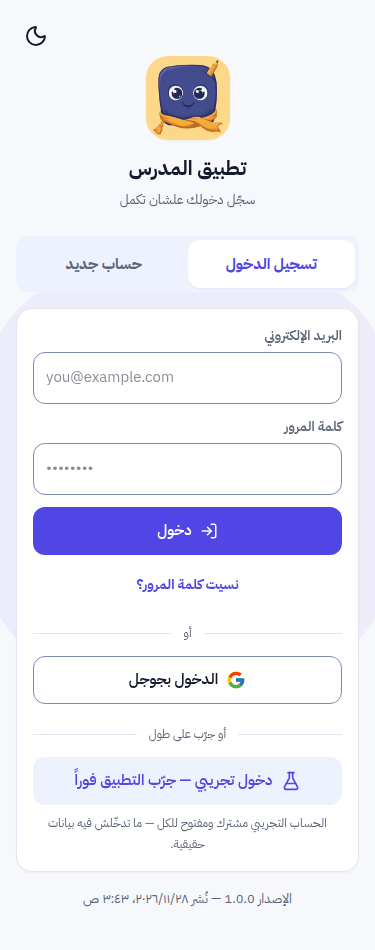 تطبيق المدرس
سجّل دخولك علشان تكمل
تسجيل الدخول
حساب جديد
البريد الإلكتروني
you@example.com
كلمة المرور
••••••••
دخول
نسيت كلمة المرور؟
أو
الدخول بجوجل
أو جرّب على طول
دخول تجريبي — جرّب التطبيق فوراً
الحساب التجريبي مشترك ومفتوح للكل — ما تدخّلش فيه بيانات
حقيقية.
الإصدار 1.0.0 — نُشر ٢٠٢٦/١١/٢٨، ٣:٤٣ ص